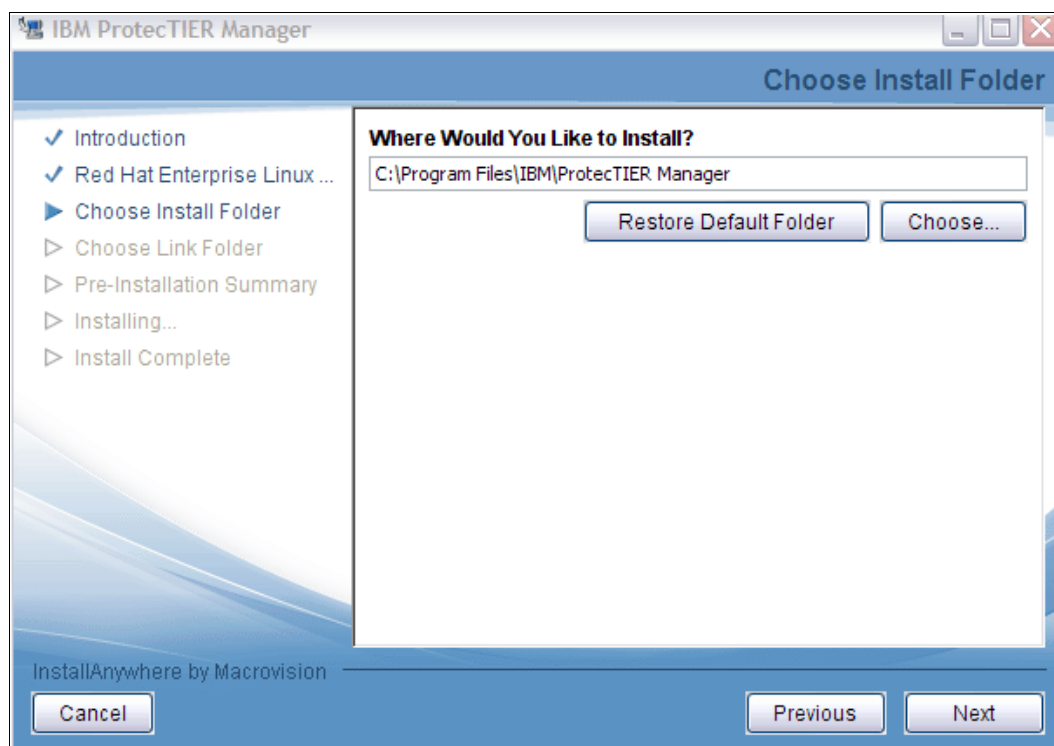 IBM ProtecTIER Manager
Choose Install Folder
Introduction
Red Hat Enterprise Linux ...
Choose Install Folder
Choose Link Folder
Pre-Installation Summary
Installing...
Install Complete
Where Would You Like to Install?
C:\Program Files\IBM\ProtecTIER Manager
Restore Default Folder Choose...
InstallAnywhere by Macrovision
Cancel Previous Next